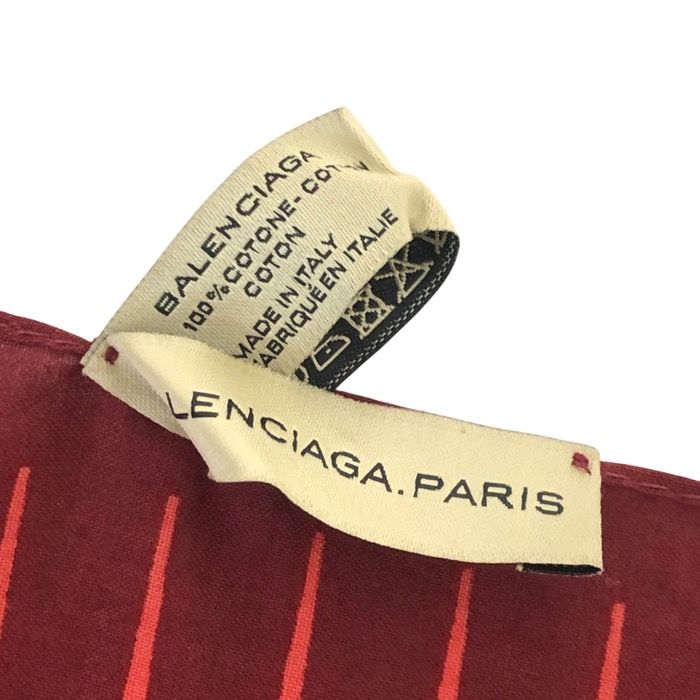 BALENCIAGA
100% COTONE - COTTON
COTON
MADE IN ITALY
FABRIQUÉ EN ITALIE
LENCIAGA.PARIS